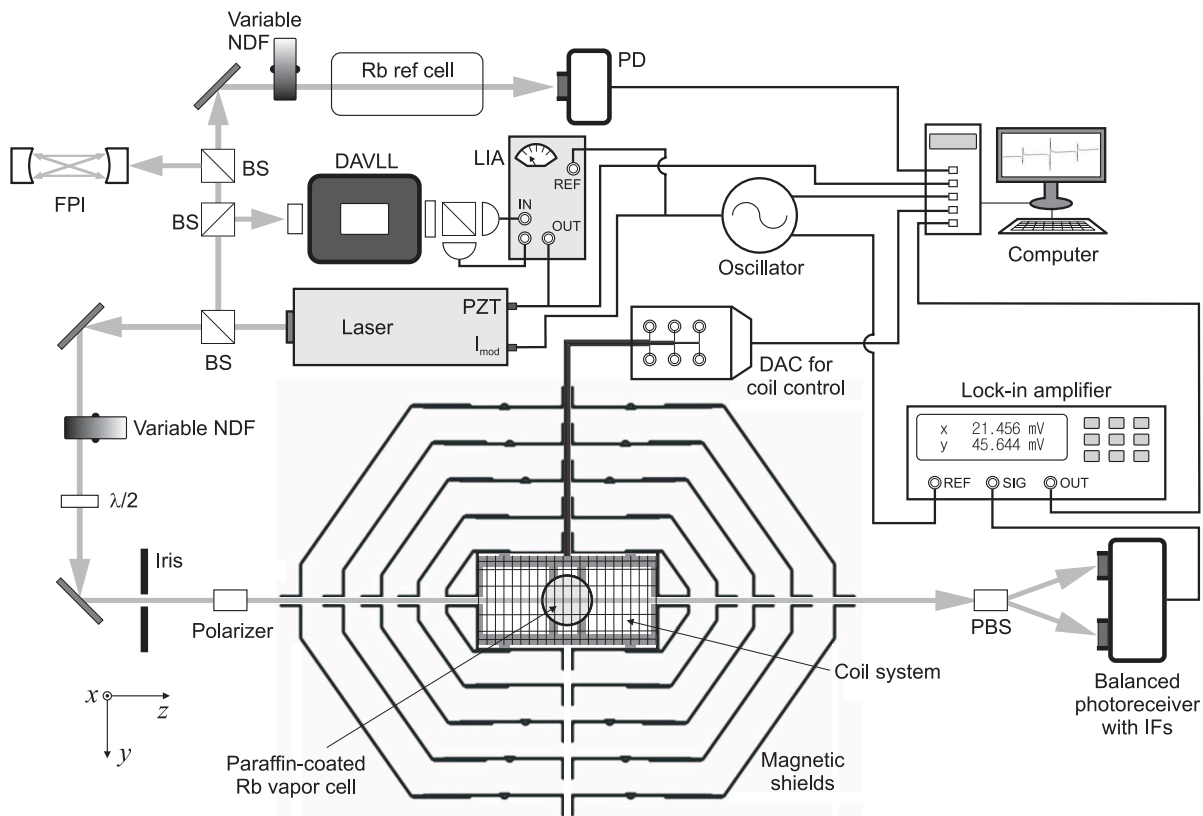 Variable
NDF
Rb ref cell
PD
BS
FPI
DAVLL
LIA
REF
IN
OUT
BS
Oscillator
Computer
PZT
Laser
I_mod
BS
DAC for
coil control
Lock-in amplifier
x 21.456 mV
y 45.644 mV
REF SIG OUT
Variable NDF
λ/2
Iris
Polarizer
PBS
Coil system
Balanced
photoreceiver
with IFs
x
z
y
Paraffin-coated
Rb vapor cell
Magnetic
shields